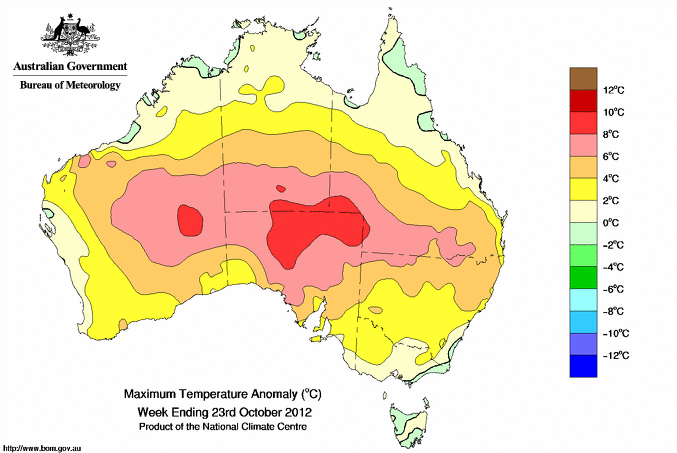 Australian Government
Bureau of Meteorology
12°C
10°C
8°C
6°C
4°C
2°C
0°C
-2°C
-4°C
-6°C
-8°C
-10°C
-12°C
Maximum Temperature Anomaly (°C)
Week Ending 23rd October 2012
Product of the National Climate Centre
http://www.bom.gov.au